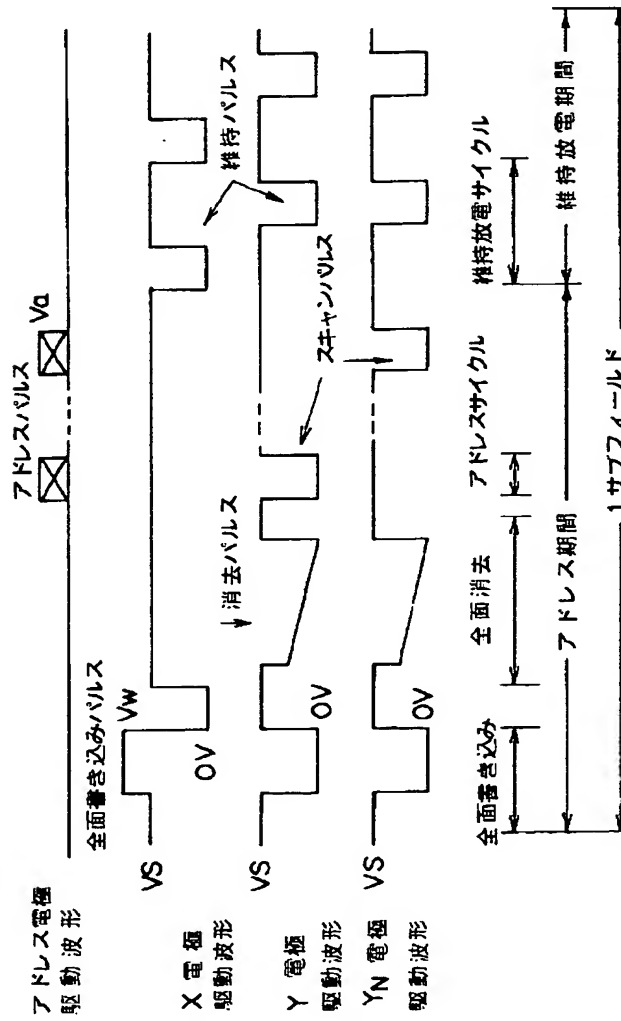 アドレス電極
駆動波形
アドレスパルス
Va
全面書き込みパルス
Vw
VS
0V
X電極
駆動波形
維持パルス
消去パルス
VS
0V
Y電極
駆動波形
スキャンパルス
VS
0V
YN電極
駆動波形
全面書き込み
全面消去
アドレスサイクル
維持放電サイクル
アドレス期間
維持放電期間
1サブフィールド